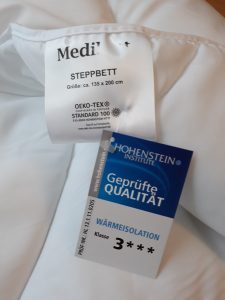 Medi
STEPPBETT
Größe: ca. 135 x 200 cm
OEKO-TEX®
STANDARD 100
HOHENSTEIN
INSTITUTE
Geprüfte
QUALITÄT
WÄRMEISOLATION
Klasse 3***